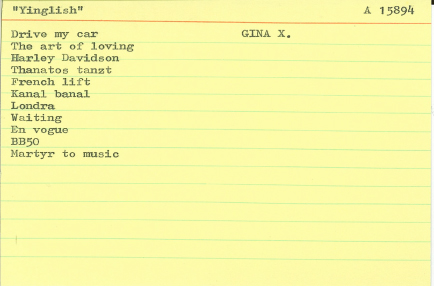 "Yinglish" A 15894
Drive my car GINA X.
The art of loving
Harley Davidson
Thanatos tanzt
French lift
Kanal banal
Londra
Waiting
En vogue
BB50
Martyr to music